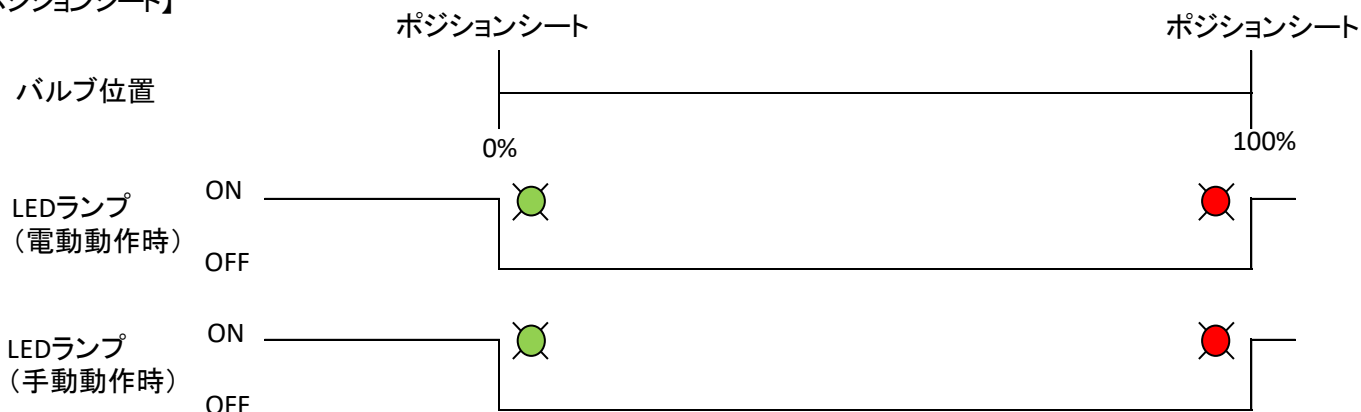 ポジションシート】
ポジションシート ポジションシート
バルブ位置
0% 100%
LEDランプ
（電動動作時）
ON
OFF
LEDランプ
（手動動作時）
ON
OFF